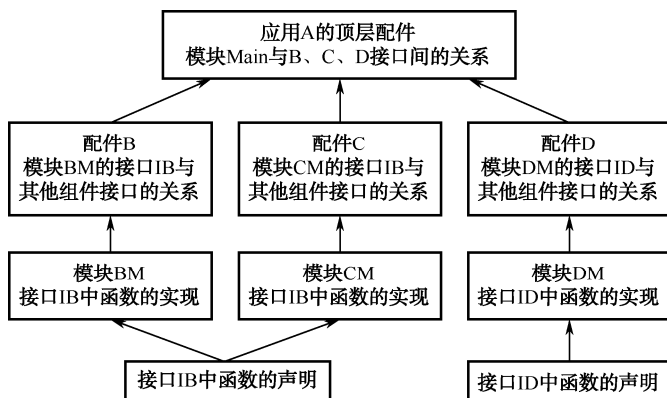 应用A的顶层配件
模块Main与B、C、D接口间的关系
配件B
模块BM的接口IB与
其他组件接口的关系
配件C
模块CM的接口IB与
其他组件接口的关系
配件D
模块DM的接口ID与
其他组件接口的关系
模块BM
接口IB中函数的实现
模块CM
接口IB中函数的实现
模块DM
接口ID中函数的实现
接口IB中函数的声明
接口ID中函数的声明